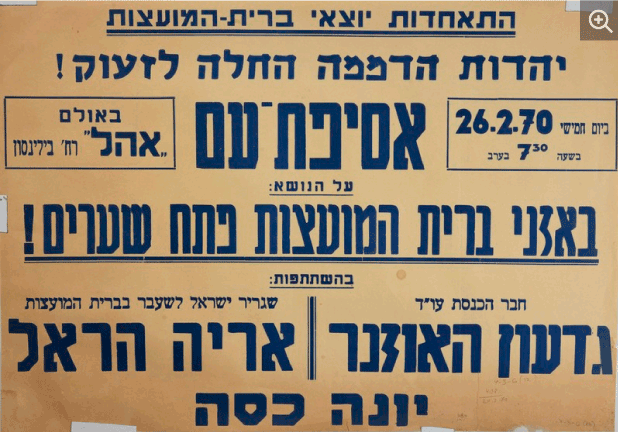 התאחדות יוצאי ברית-המועצות
יהדות הדממה החלה לזעוק!
ביום חמישי 26.2.70
בשעה 7³⁰ בערב
אסיפת־עם
באולם
„אהל" רח' בילינסון
על הנושא:
באזני ברית המועצות פתח שערים!
בהשתתפות:
חבר הכנסת עו"ד
גדעון האוזנר
שגריר ישראל לשעבר בברית המועצות
אריה הראל
יונה כסה